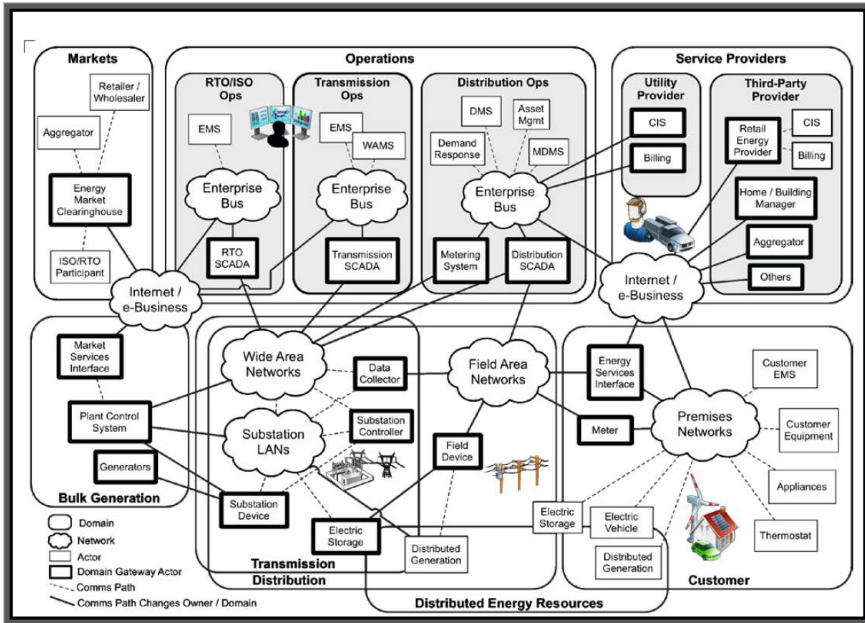 Markets
Retailer /
Wholesaler
Aggregator
Energy
Market
Clearinghouse
ISO/RTO
Participant
Internet /
e-Business
Operations
RTO/ISO
Ops
EMS
Enterprise
Bus
RTO
SCADA
Transmission
Ops
EMS
WAMS
Enterprise
Bus
Transmission
SCADA
Distribution Ops
DMS
Asset
Mgmt
Demand
Response
MDMS
Enterprise
Bus
Metering
System
Distribution
SCADA
Service Providers
Utility
Provider
CIS
Billing
Third-Party
Provider
Retail
Energy
Provider
CIS
Billing
Home / Building
Manager
Aggregator
Others
Internet /
e-Business
Market
Services
Interface
Plant Control
System
Generators
Bulk Generation
Wide Area
Networks
Data
Collector
Substation
LANs
Substation
Controller
Substation
Device
Electric
Storage
Transmission
Distribution
Field Area
Networks
Field
Device
Distributed
Generation
Energy
Services
Interface
Meter
Premises
Networks
Customer
EMS
Customer
Equipment
Appliances
Thermostat
Electric
Storage
Electric
Vehicle
Distributed
Generation
Customer
Distributed Energy Resources
Domain
Network
Actor
Domain Gateway Actor
Comms Path
Comms Path Changes Owner / Domain